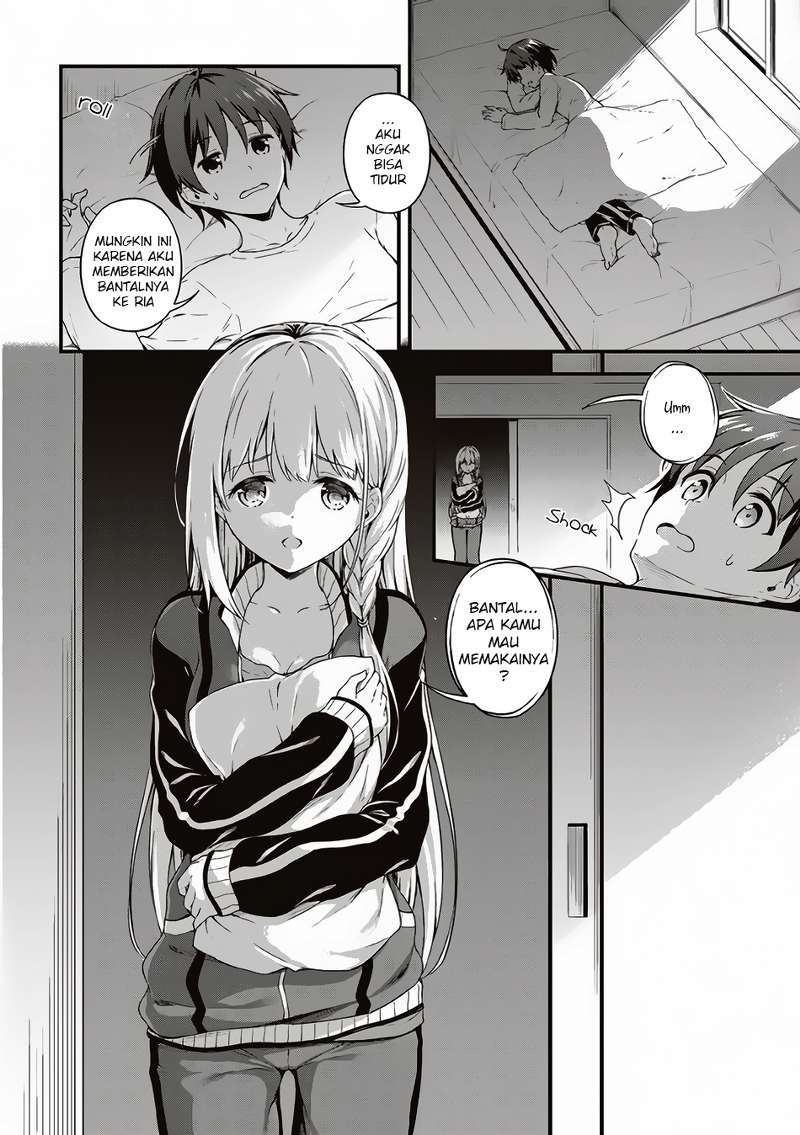 ...
AKU
NGGAK
BISA
TIDUR
roll
MUNGKIN INI
KARENA AKU
MEMBERIKAN
BANTALNYA
KE RIA
Umm
...
Shock
BANTAL...
APA KAMU
MAU
MEMAKAINYA
?